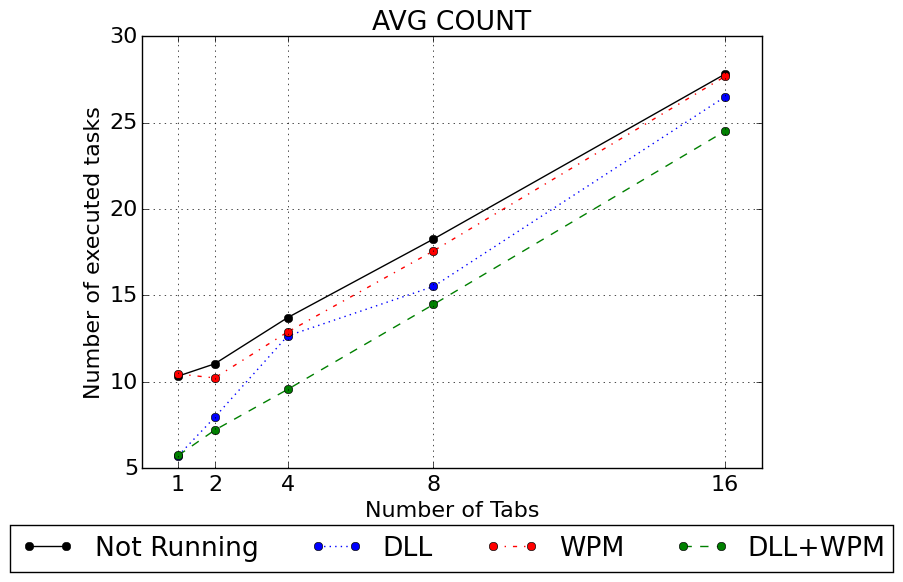 AVG COUNT
30
25
20
15
10
5
Number of executed tasks
1 2 4 8 16
Number of Tabs
Not Running DLL WPM DLL+WPM